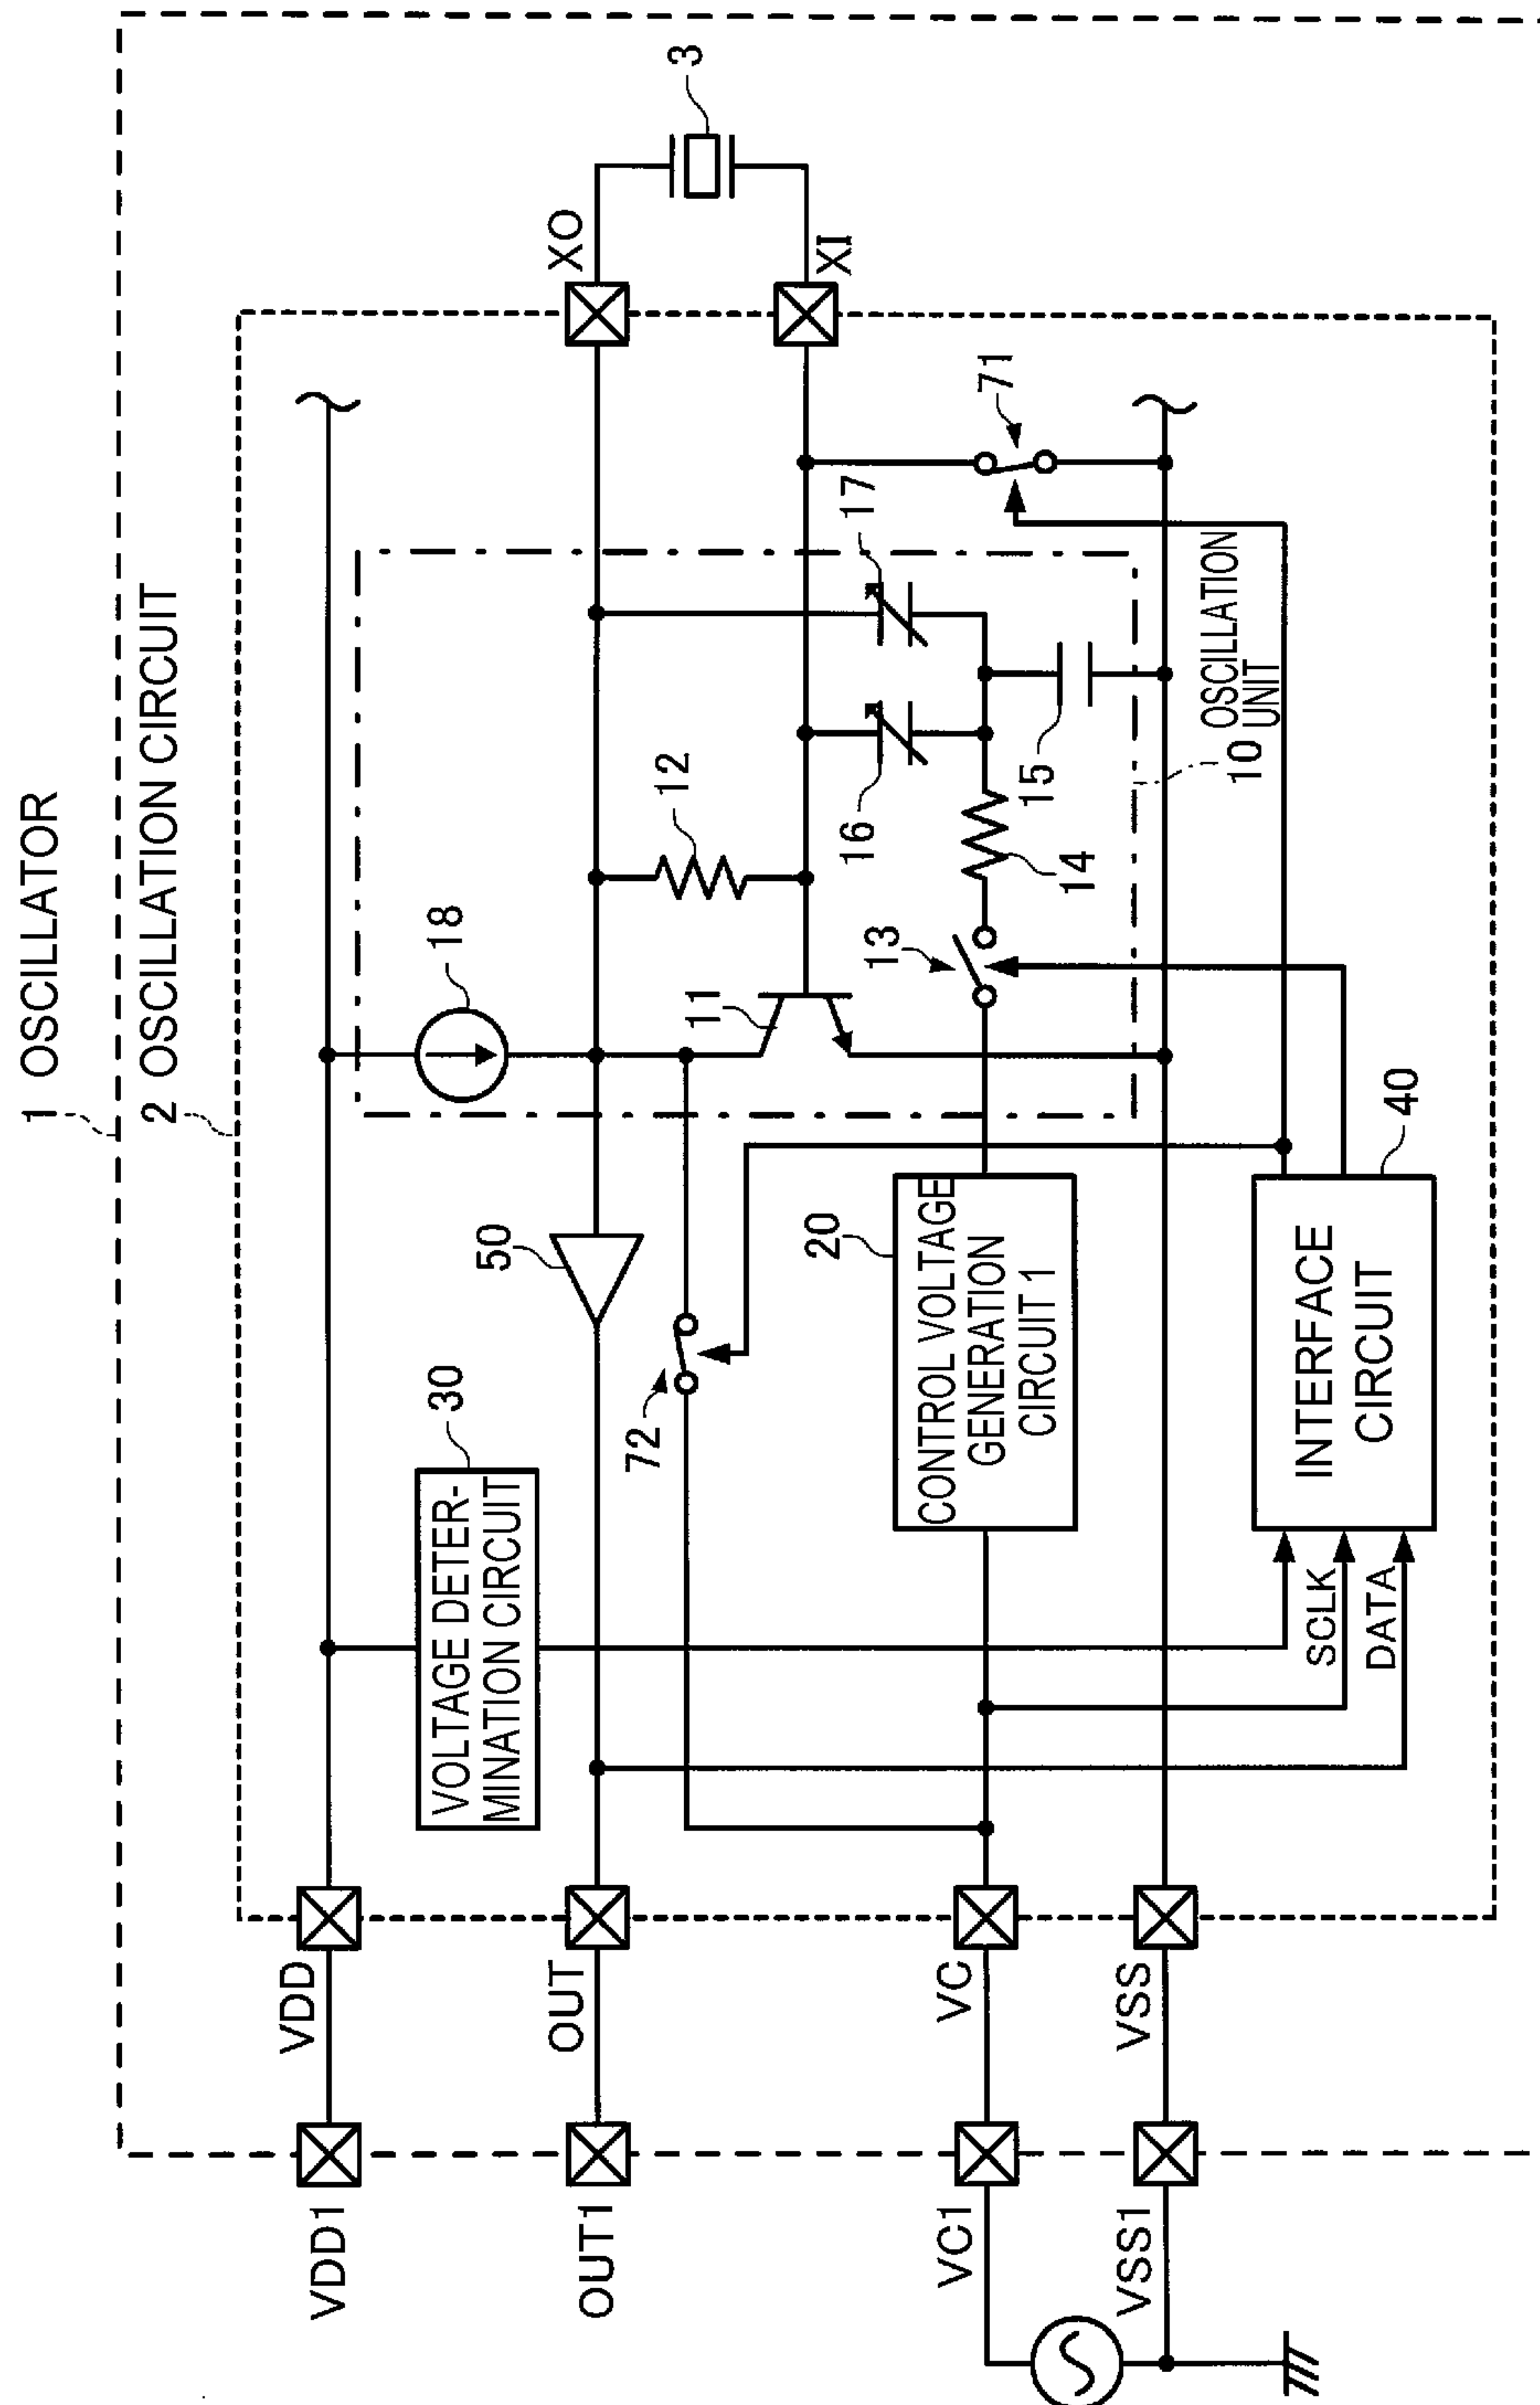 1 OSCILLATOR
2 OSCILLATION CIRCUIT
VDD1
VDD
VOLTAGE DETER-
MINATION CIRCUIT
30
18
OUT1
OUT
50
XO
3
72
11
12
XI
VC1
VC
CONTROL VOLTAGE
GENERATION
CIRCUIT 1
20
13
14
16
15
17
71
VSS1
VSS
10 OSCILLATION
UNIT
SCLK
DATA
INTERFACE
CIRCUIT
40